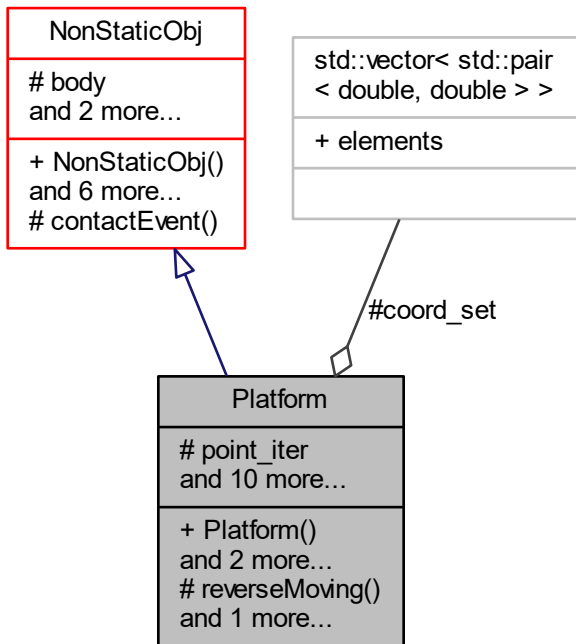 NonStaticObj
# body
and 2 more...
+ NonStaticObj()
and 6 more...
# contactEvent()
std::vector< std::pair
< double, double > >
+ elements
#coord_set
Platform
# point_iter
and 10 more...
+ Platform()
and 2 more...
# reverseMoving()
and 1 more...